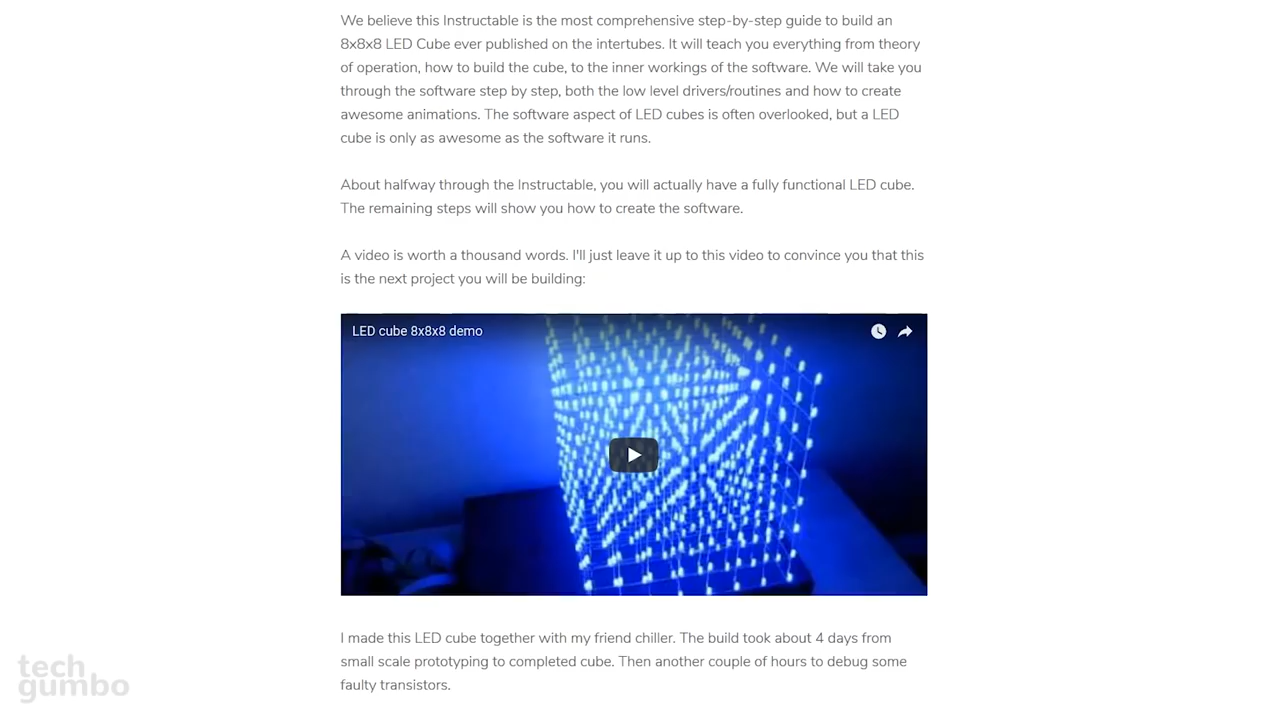 We believe this Instructable is the most comprehensive step-by-step guide to build an
8x8x8 LED Cube ever published on the intertubes. It will teach you everything from theory
of operation, how to build the cube, to the inner workings of the software. We will take you
through the software step by step, both the low level drivers/routines and how to create
awesome animations. The software aspect of LED cubes is often overlooked, but a LED
cube is only as awesome as the software it runs.
About halfway through the Instructable, you will actually have a fully functional LED cube.
The remaining steps will show you how to create the software.
A video is worth a thousand words. I'll just leave it up to this video to convince you that this
is the next project you will be building:
LED cube 8x8x8 demo
I made this LED cube together with my friend chiller. The build took about 4 days from
small scale prototyping to completed cube. Then another couple of hours to debug some
faulty transistors.
tech
gumbo